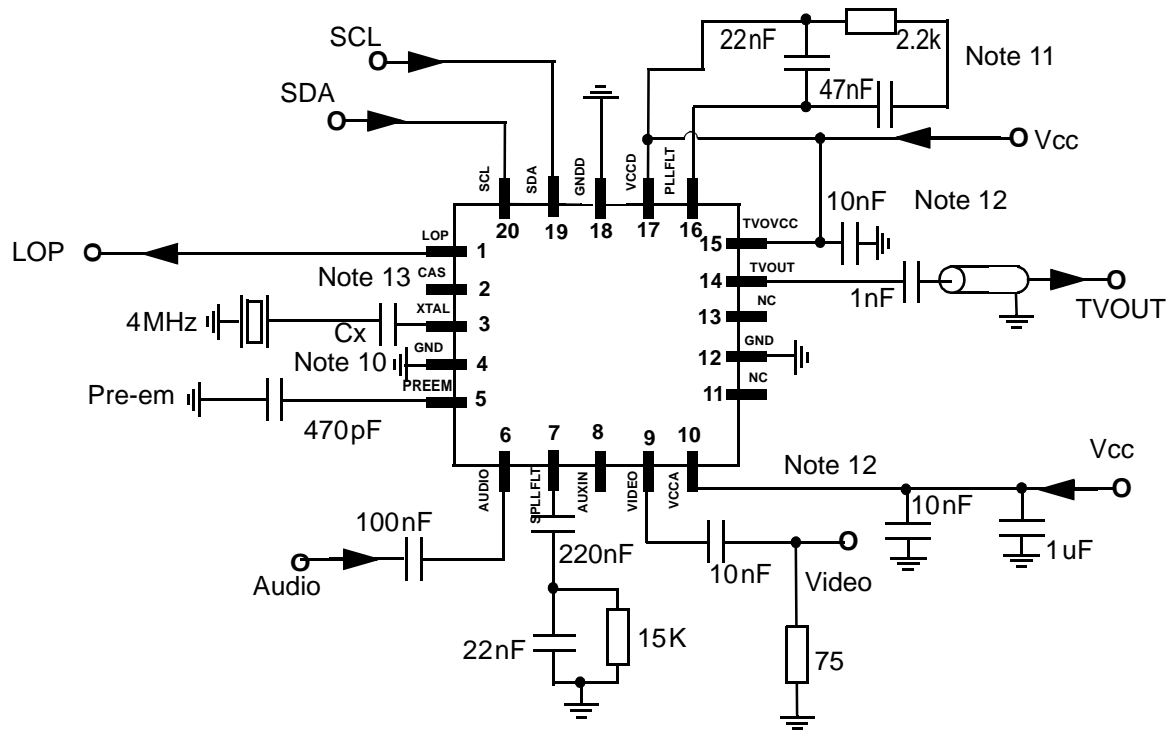 SCL
22nF
2.2k
Note 11
SDA
47nF
Vcc
SCL
SDA
GNDD
VCCD
PLLFLT
10nF
Note 12
20
19
18
17
16
LOP
LOP
1
15
TVOVCC
Note 13
CAS
2
14
TVOUT
1nF
TVOUT
4MHz
Cx
XTAL
3
13
NC
Note 10
GND
4
12
GND
Pre-em
PREEM
5
11
NC
470pF
6
7
8
9
10
Note 12
Vcc
AUDIO
SPLLFLT
AUXIN
VIDEO
VCCA
100nF
10nF
1uF
Audio
220nF
10nF
Video
22nF
15K
75